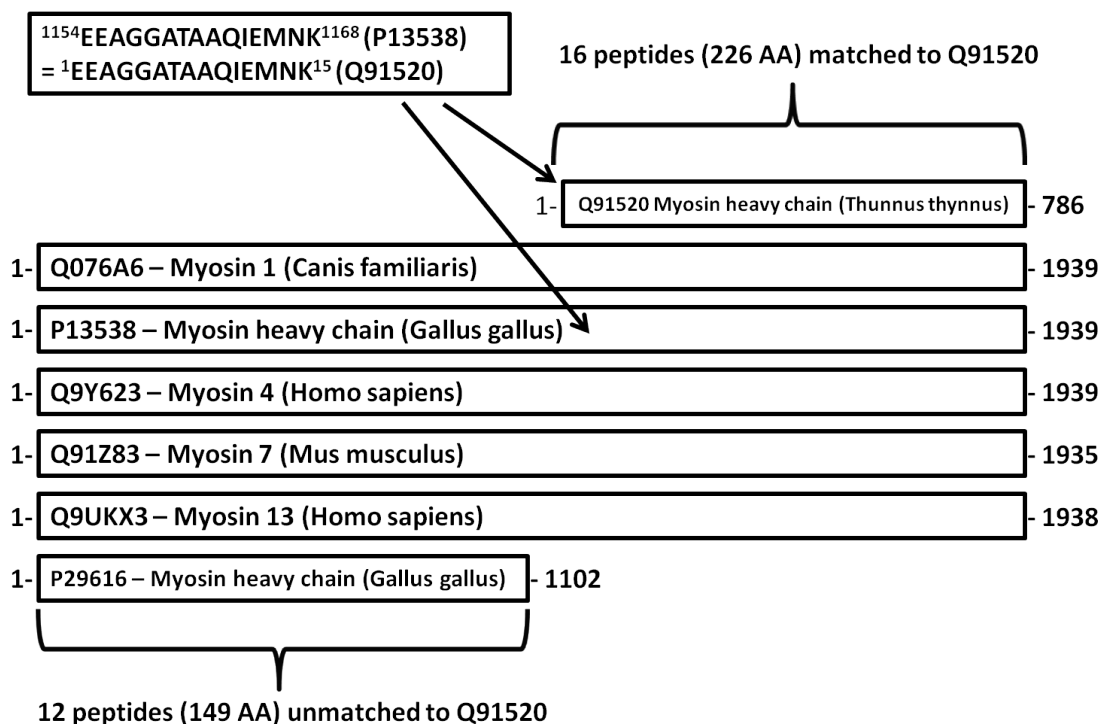 ¹¹⁵⁴EEAGGATAAQIEMNK¹¹⁶⁸ (P13538)
= ¹EEAGGATAAQIEMNK¹⁵ (Q91520)
16 peptides (226 AA) matched to Q91520
1- Q91520 Myosin heavy chain (Thunnus thynnus) - 786
1- Q076A6 – Myosin 1 (Canis familiaris) - 1939
1- P13538 – Myosin heavy chain (Gallus gallus) - 1939
1- Q9Y623 – Myosin 4 (Homo sapiens) - 1939
1- Q91Z83 – Myosin 7 (Mus musculus) - 1935
1- Q9UKX3 – Myosin 13 (Homo sapiens) - 1938
1- P29616 – Myosin heavy chain (Gallus gallus) - 1102
12 peptides (149 AA) unmatched to Q91520